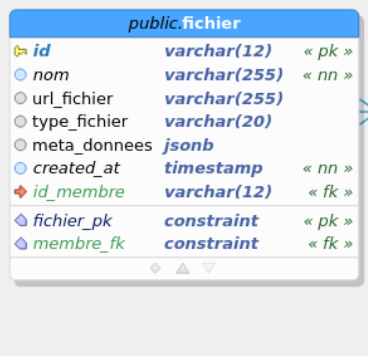 public.fichier
id varchar(12) « pk »
nom varchar(255) « nn »
url_fichier varchar(255)
type_fichier varchar(20)
meta_donnees jsonb
created_at timestamp « nn »
id_membre varchar(12) « fk »
fichier_pk constraint « pk »
membre_fk constraint « fk »